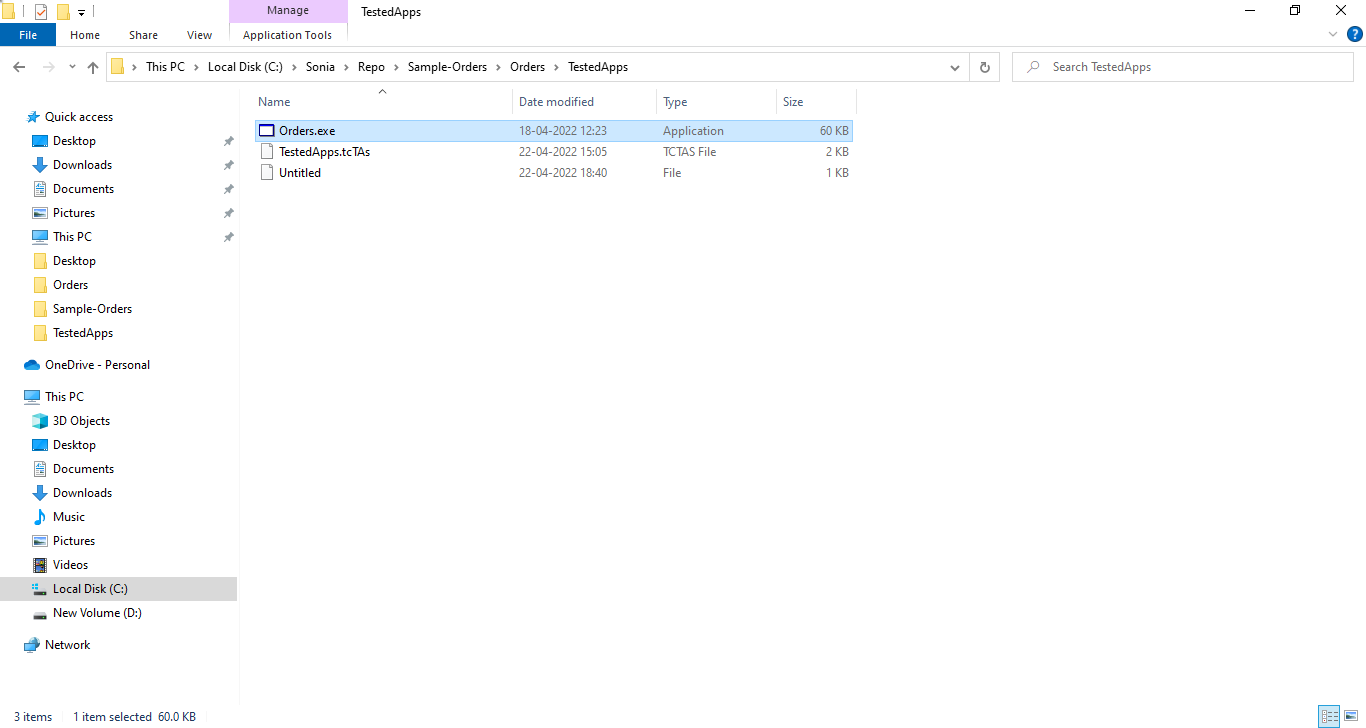 Manage TestedApps
File Home Share View Application Tools
This PC Local Disk (C:) Sonia Repo Sample-Orders Orders TestedApps Search TestedApps
Name Date modified Type Size
Orders.exe 18-04-2022 12:23 Application 60 KB
TestedApps.tcTAs 22-04-2022 15:05 TCTAS File 2 KB
Untitled 22-04-2022 18:40 File 1 KB
Quick access
Desktop
Downloads
Documents
Pictures
This PC
Desktop
Orders
Sample-Orders
TestedApps
OneDrive - Personal
This PC
3D Objects
Desktop
Documents
Downloads
Music
Pictures
Videos
Local Disk (C:)
New Volume (D:)
Network
3 items 1 item selected 60.0 KB